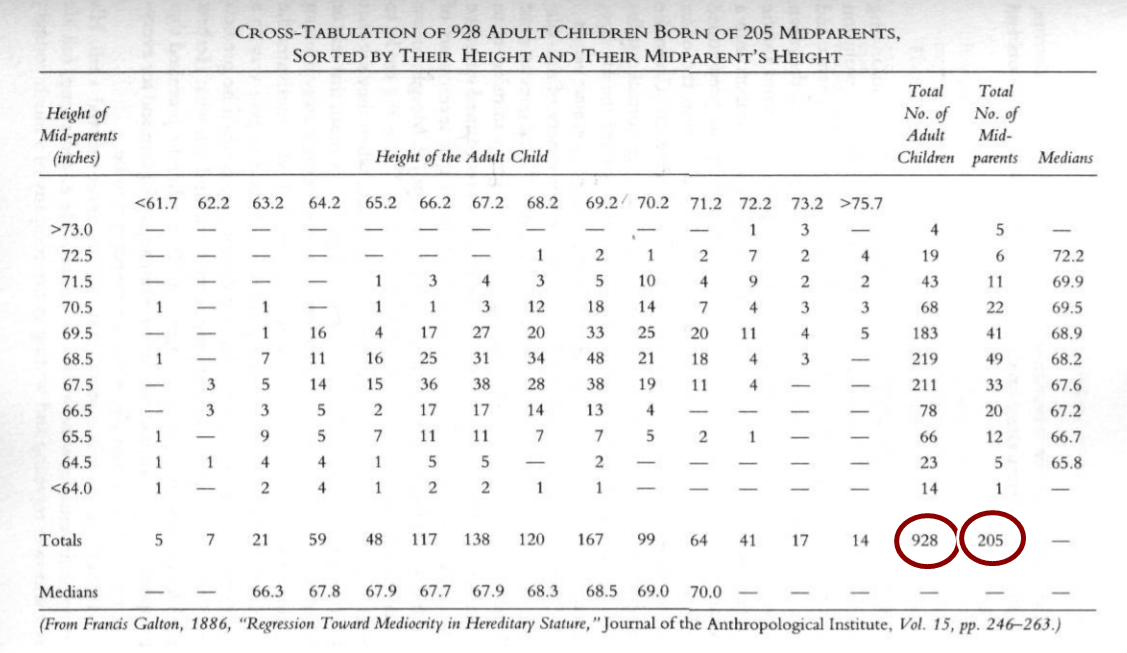 CROSS-TABULATION OF 928 ADULT CHILDREN BORN OF 205 MIDPARENTS,
SORTED BY THEIR HEIGHT AND THEIR MIDPARENT'S HEIGHT
Height of Mid-parents (inches) Height of the Adult Child Total No. of Adult Children Total No. of Mid-parents Medians
<61.7 62.2 63.2 64.2 65.2 66.2 67.2 68.2 69.2 70.2 71.2 72.2 73.2 >75.7
>73.0 — — — — — — — — — — — 1 3 — 4 5 —
72.5 — — — — — — — 1 2 1 2 7 2 4 19 6 72.2
71.5 — — — — 1 3 4 3 5 10 4 9 2 2 43 11 69.9
70.5 1 — 1 — 1 1 3 12 18 14 7 4 3 3 68 22 69.5
69.5 — — 1 16 4 17 27 20 33 25 20 11 4 5 183 41 68.9
68.5 1 — 7 11 16 25 31 34 48 21 18 4 3 — 219 49 68.2
67.5 — 3 5 14 15 36 38 28 38 19 11 4 — — 211 33 67.6
66.5 — 3 3 5 2 17 17 14 13 4 — — — — 78 20 67.2
65.5 1 — 9 5 7 11 11 7 7 5 2 1 — — 66 12 66.7
64.5 1 1 4 4 1 5 5 — 2 — — — — — 23 5 65.8
<64.0 1 — 2 4 1 2 2 1 1 — — — — — 14 1 —
Totals 5 7 21 59 48 117 138 120 167 99 64 41 17 14 928 205 —
Medians — — 66.3 67.8 67.9 67.7 67.9 68.3 68.5 69.0 70.0 — — — — — —
(From Francis Galton, 1886, "Regression Toward Mediocrity in Hereditary Stature," Journal of the Anthropological Institute, Vol. 15, pp. 246–263.)